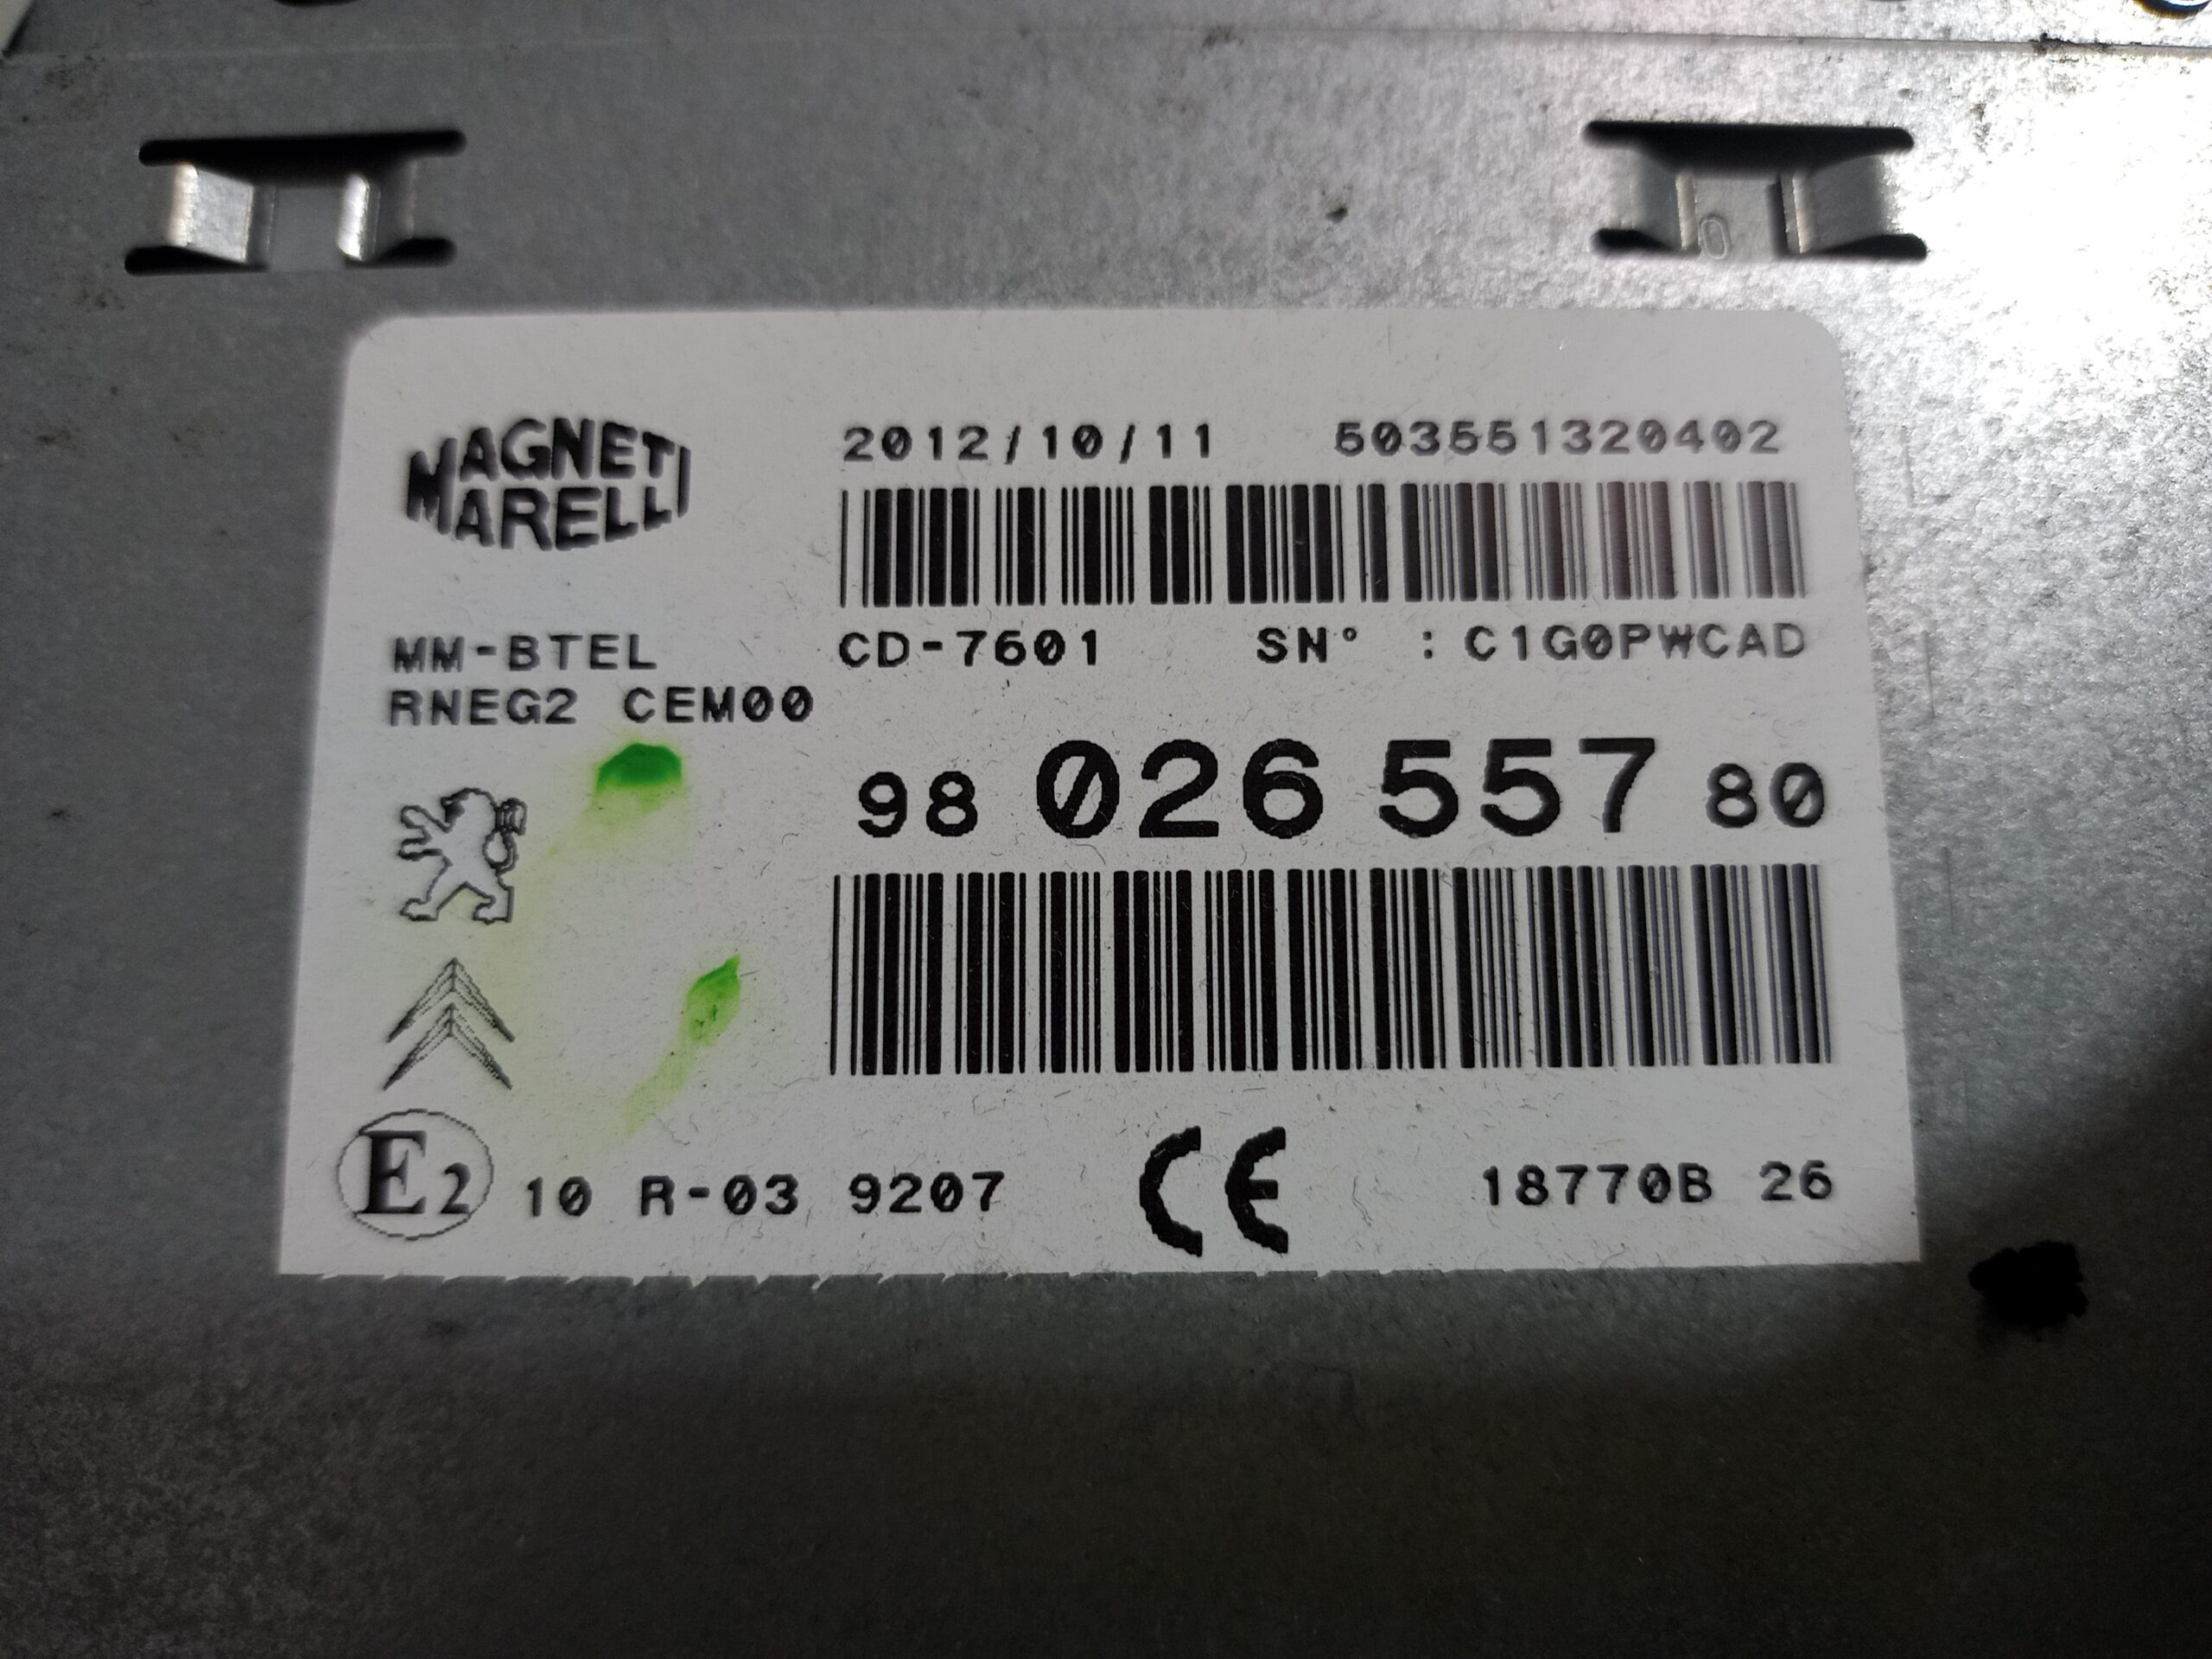 MAGNETI
MARELLI
2012/10/11 503551320402
MM-BTEL CD-7601 SN° : C1G0PWCAD
RNEG2 CEM00
98 026 557 80
E2 10 R-03 9207 CE 18770B 26
0